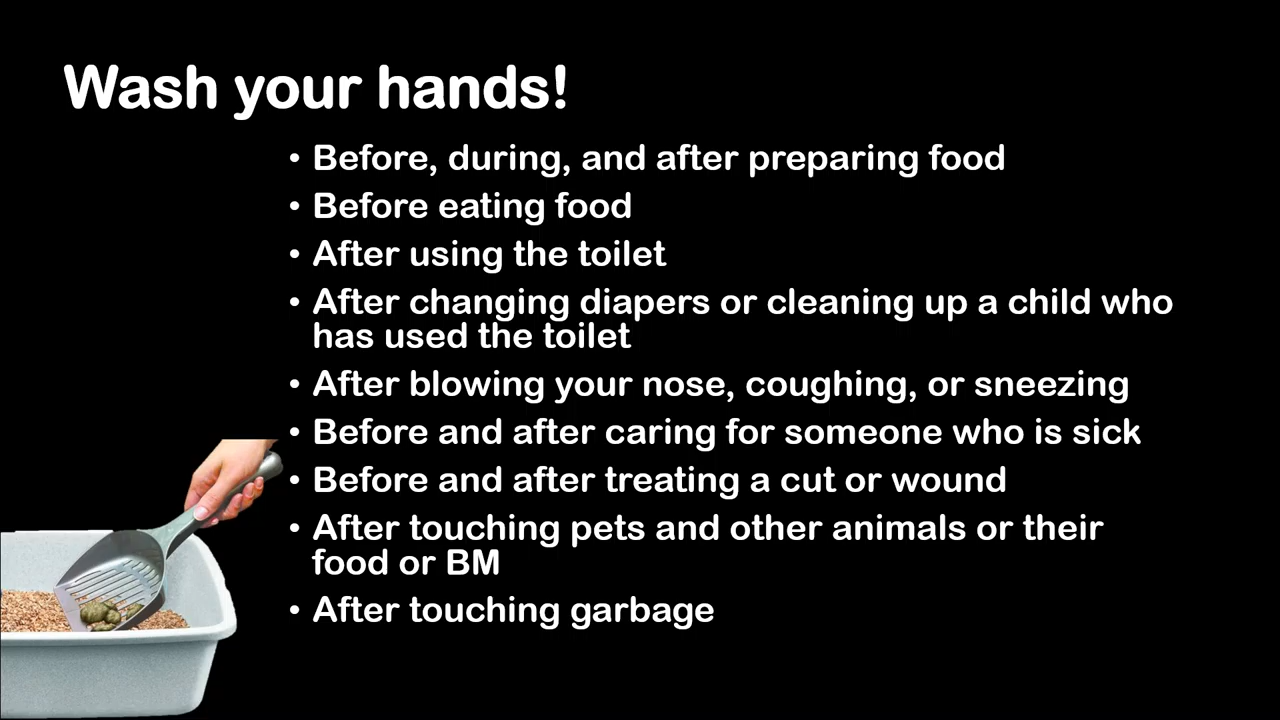 Wash your hands!
• Before, during, and after preparing food
• Before eating food
• After using the toilet
• After changing diapers or cleaning up a child who
has used the toilet
• After blowing your nose, coughing, or sneezing
• Before and after caring for someone who is sick
• Before and after treating a cut or wound
• After touching pets and other animals or their
food or BM
• After touching garbage